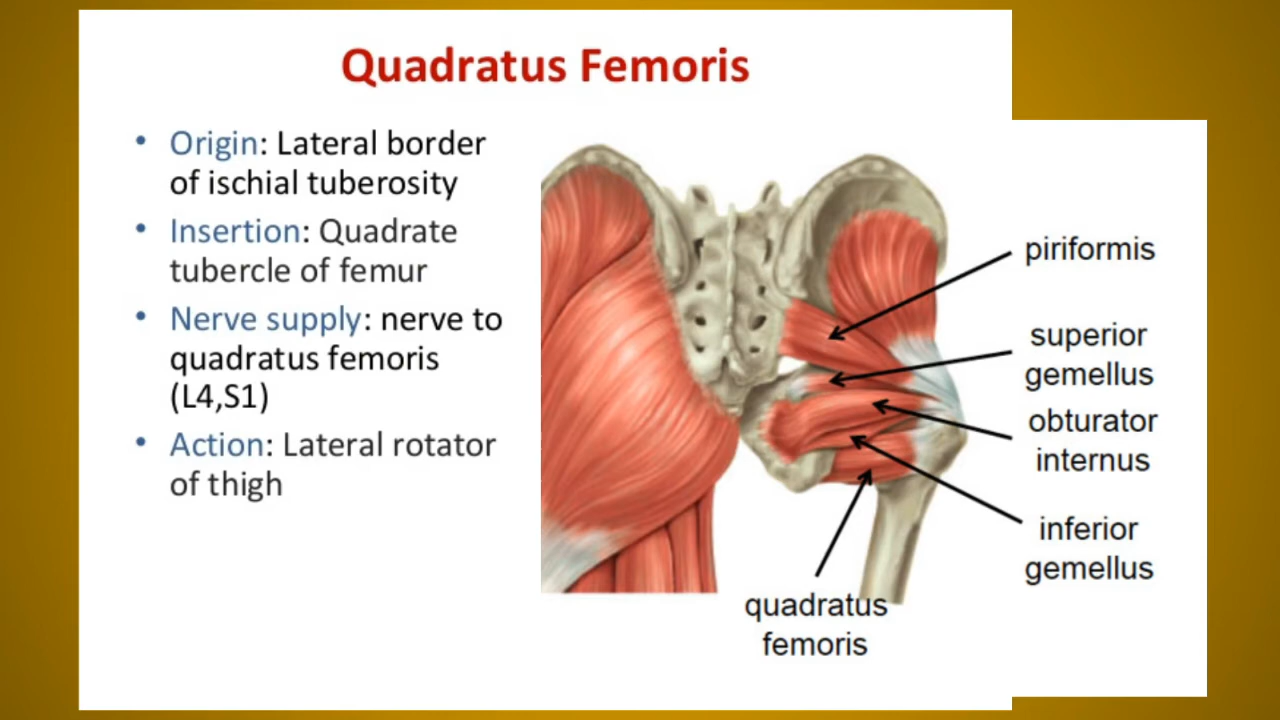 Quadratus Femoris
• Origin: Lateral border
of ischial tuberosity
• Insertion: Quadrate
tubercle of femur
• Nerve supply: nerve to
quadratus femoris
(L4,S1)
• Action: Lateral rotator
of thigh
piriformis
superior
gemellus
obturator
internus
inferior
gemellus
quadratus
femoris